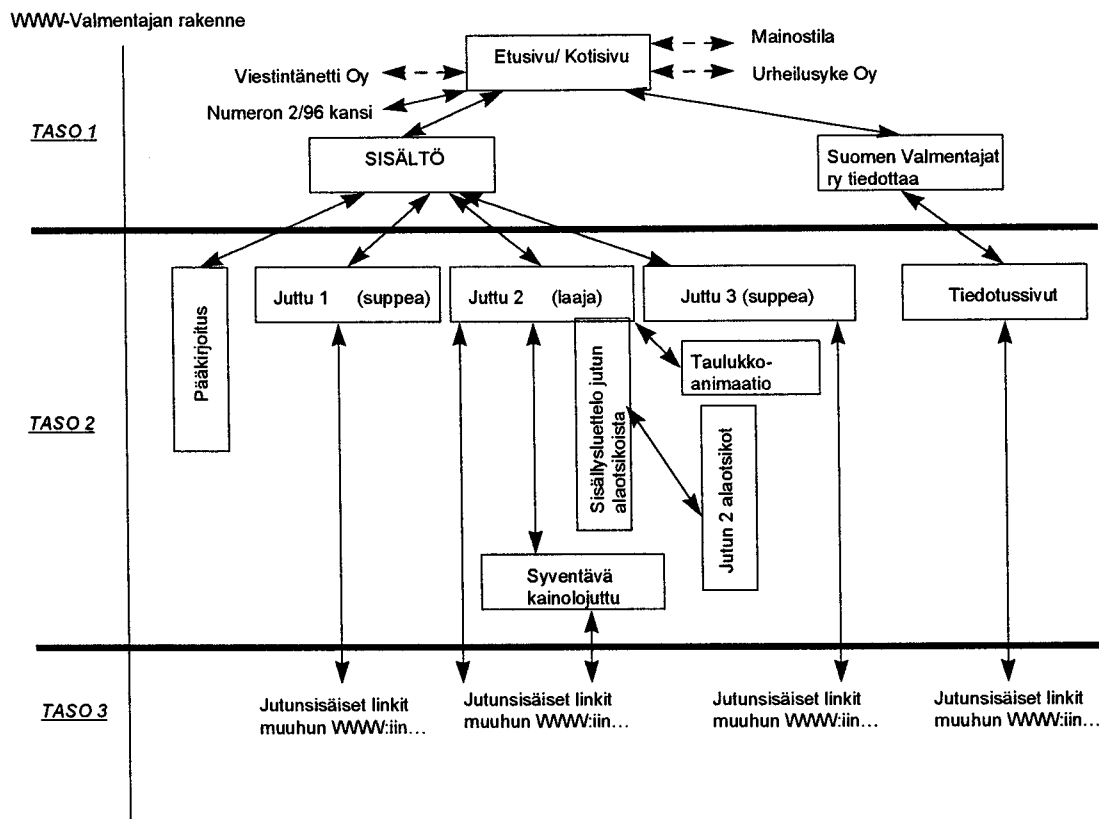 WWW-Valmentajan rakenne
Etusivu/ Kotisivu
Mainostila
Viestintänetti Oy
Urheilusyke Oy
Numeron 2/96 kansi
TASO 1
SISÄLTÖ
Suomen Valmentajat
ry tiedottaa
Pääkirjoitus
Juttu 1 (suppea)
Juttu 2 (laaja)
Juttu 3 (suppea)
Tiedotussivut
Taulukko-
animaatio
Sisällysluettelo jutun
alaotsikoista
Jutun 2 alaotsikot
TASO 2
Syventävä
kainolojuttu
TASO 3
Jutunsisäiset linkit
muuhun WWW:iin...
Jutunsisäiset linkit
muuhun WWW:iin...
Jutunsisäiset linkit
muuhun WWW:iin...
Jutunsisäiset linkit
muuhun WWW:iin...